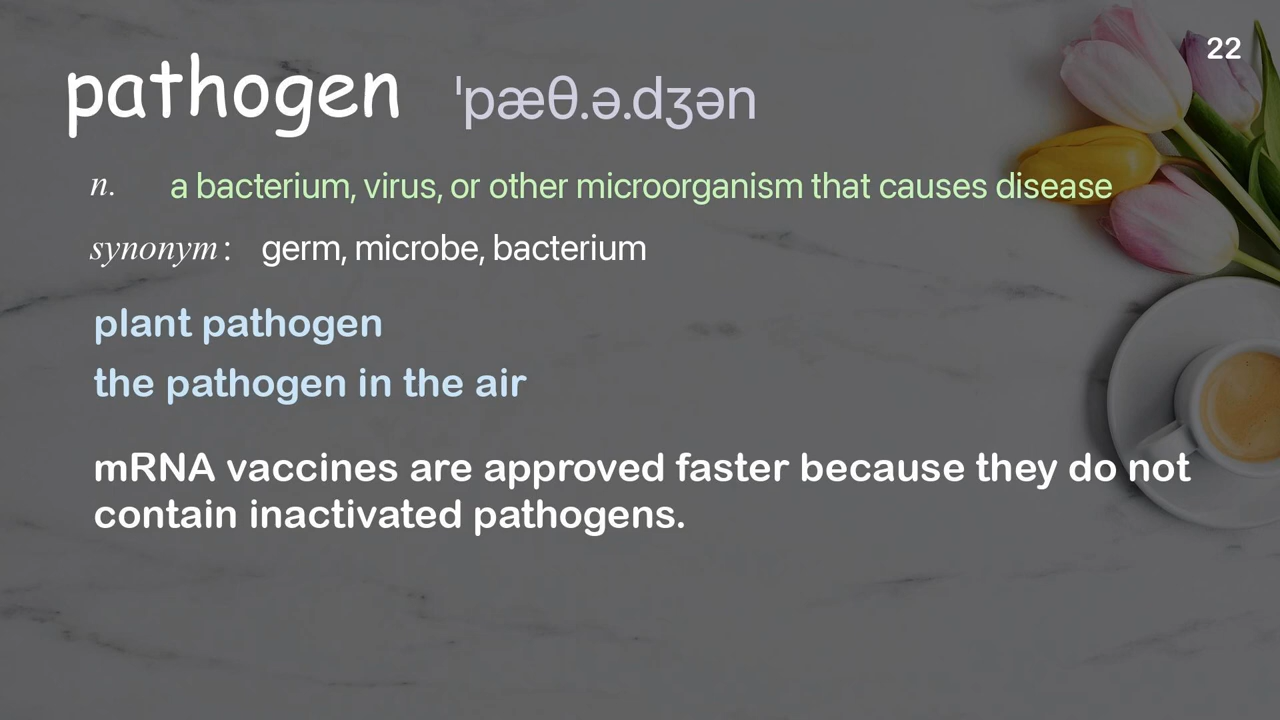 22
pathogen ˈpæθ.ə.dʒən
n. a bacterium, virus, or other microorganism that causes disease
synonym : germ, microbe, bacterium
plant pathogen
the pathogen in the air
mRNA vaccines are approved faster because they do not
contain inactivated pathogens.